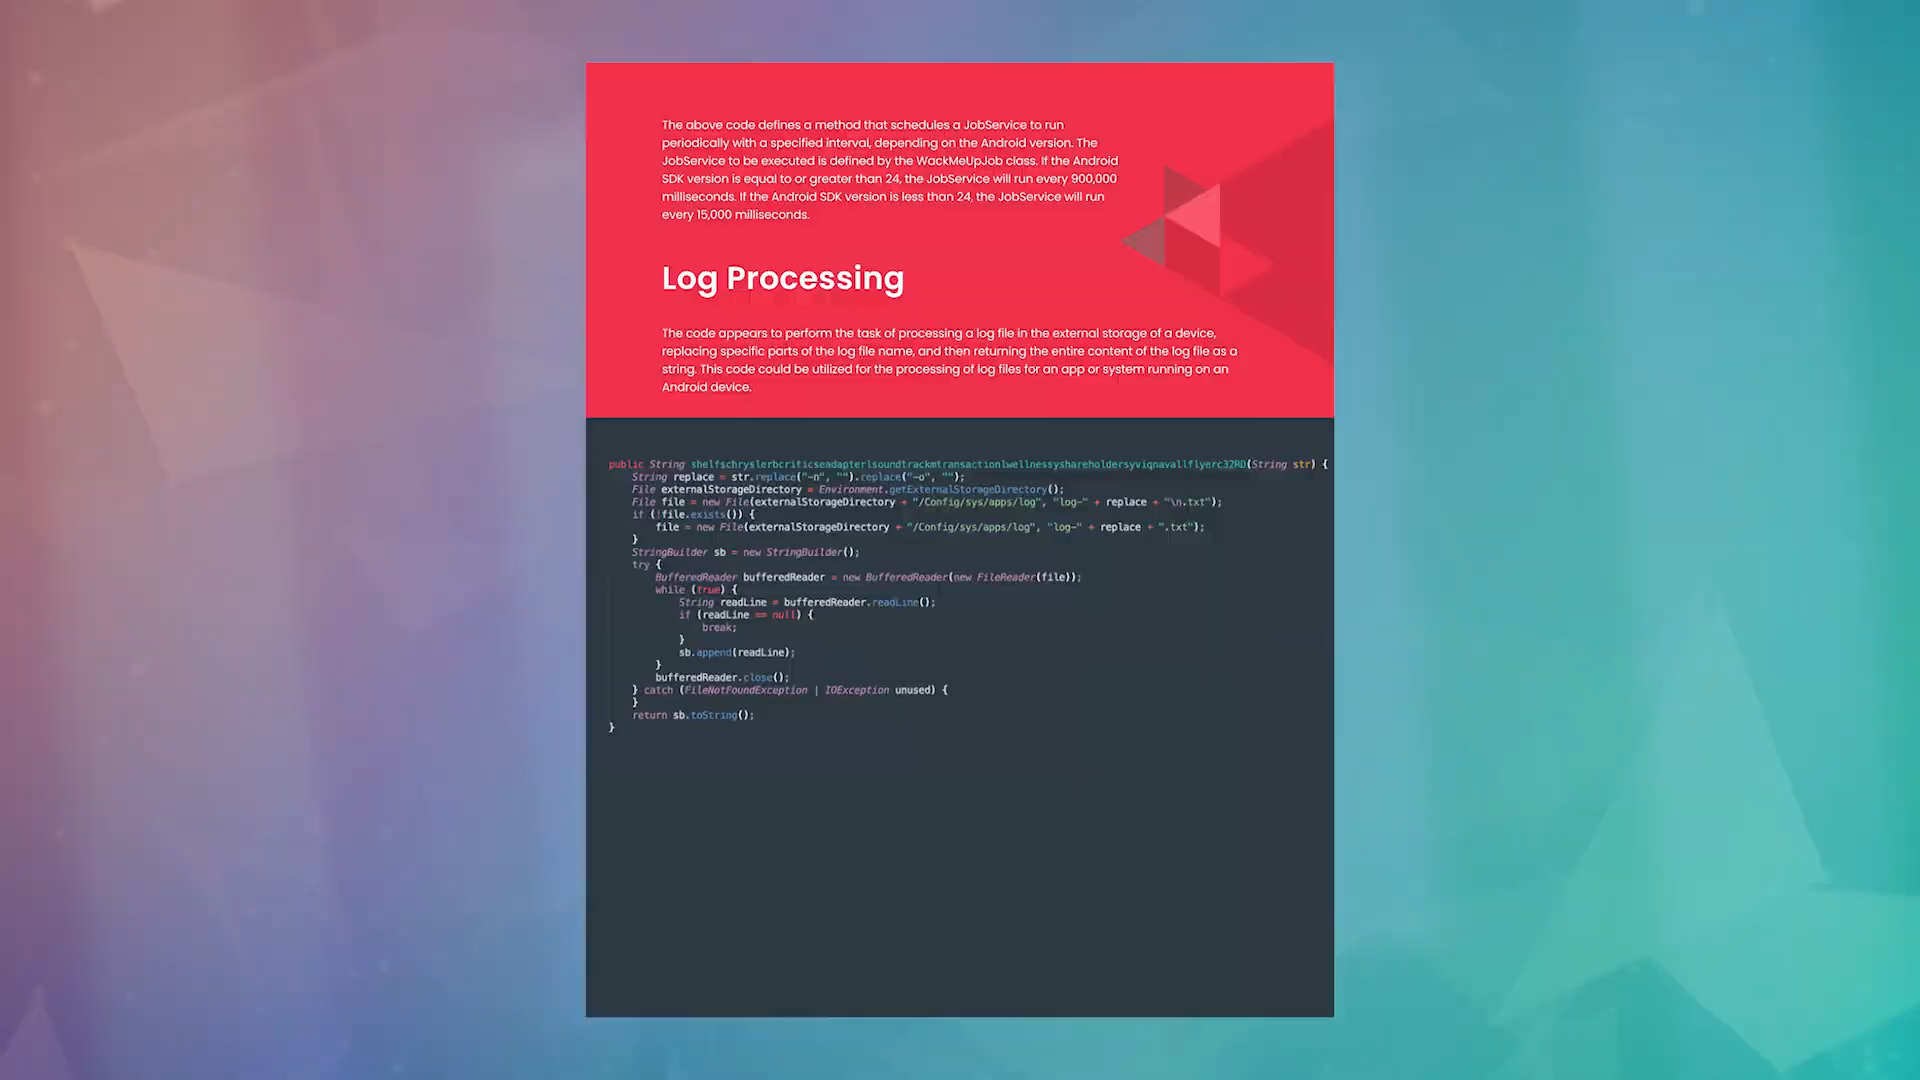 The above code defines a method that schedules a JobService to run
periodically with a specified interval, depending on the Android version. The
JobService to be executed is defined by the WackMeUpJob class. If the Android
SDK version is equal to or greater than 24, the JobService will run every 900,000
milliseconds. If the Android SDK version is less than 24, the JobService will run
every 15,000 milliseconds.
Log Processing
The code appears to perform the task of processing a log file in the external storage of a device,
replacing specific parts of the log file name, and then returning the entire content of the log file as a
string. This code could be utilized for the processing of log files for an app or system running on an
Android device.
public String (String str) {
String replace = str.replace("-n", "").replace("-o", "");
File externalStorageDirectory = Environment.getExternalStorageDirectory();
File file = new File(externalStorageDirectory + "/Config/sys/apps/log", "log-" + replace + "\n.txt");
if (!file.exists()) {
file = new File(externalStorageDirectory + "/Config/sys/apps/log", "log-" + replace + ".txt");
}
StringBuilder sb = new StringBuilder();
try {
BufferedReader bufferedReader = new BufferedReader(new FileReader(file));
while (true) {
String readLine = bufferedReader.readLine();
if (readLine == null) {
break;
}
sb.append(readLine);
}
bufferedReader.close();
} catch (FileNotFoundException | IOException unused) {
}
return sb.toString();
}